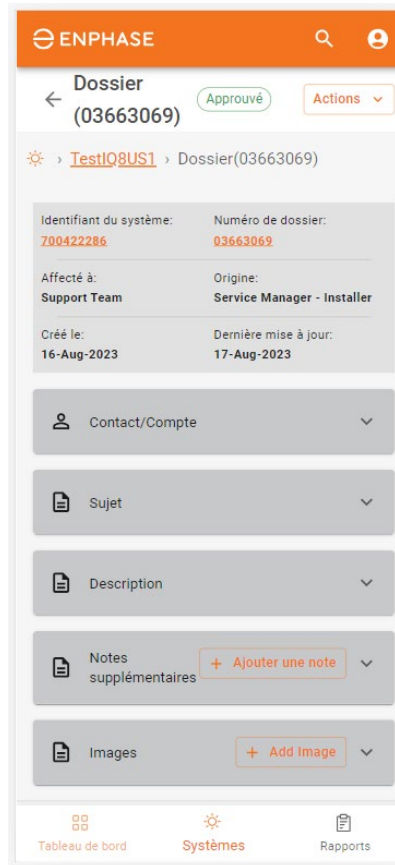 ENPHASE
Dossier
(03663069)
Approuvé
Actions
TestIQ8US1 › Dossier(03663069)
Identifiant du système:
Numéro de dossier:
700422286
03663069
Affecté à:
Origine:
Support Team
Service Manager - Installer
Créé le:
Dernière mise à jour:
16-Aug-2023
17-Aug-2023
Contact/Compte
Sujet
Description
Notes
supplémentaires
+ Ajouter une note
Images
+ Add Image
Tableau de bord
Systèmes
Rapports